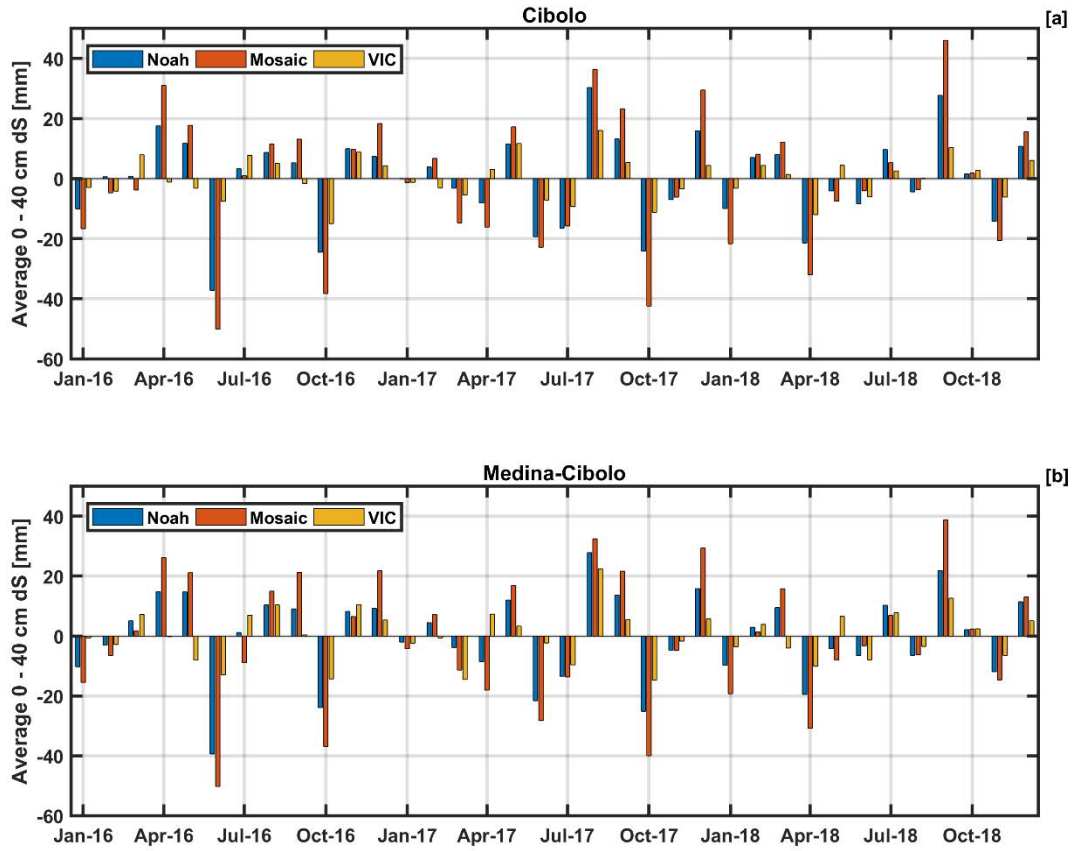 Cibolo
[a]
Noah Mosaic VIC
Average 0 - 40 cm dS [mm]
40
20
0
-20
-40
-60
Jan-16 Apr-16 Jul-16 Oct-16 Jan-17 Apr-17 Jul-17 Oct-17 Jan-18 Apr-18 Jul-18 Oct-18
Medina-Cibolo
[b]
Noah Mosaic VIC
Average 0 - 40 cm dS [mm]
40
20
0
-20
-40
-60
Jan-16 Apr-16 Jul-16 Oct-16 Jan-17 Apr-17 Jul-17 Oct-17 Jan-18 Apr-18 Jul-18 Oct-18